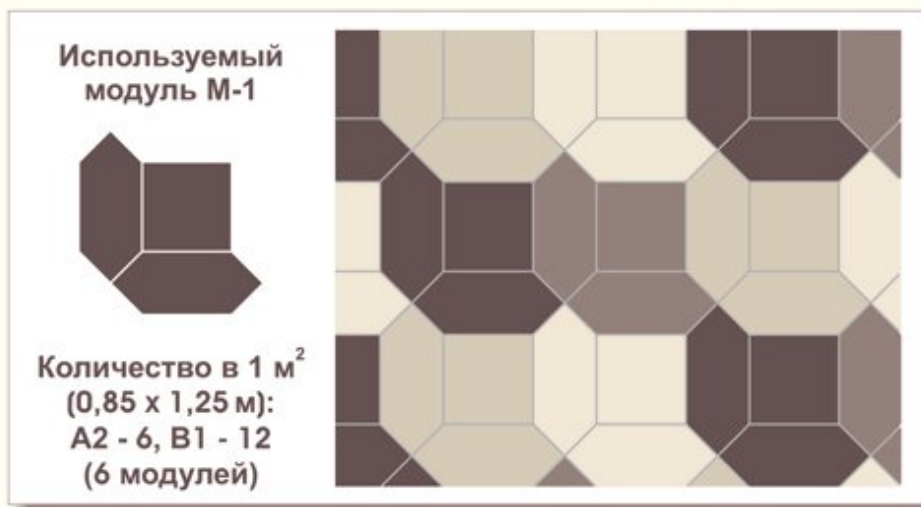 Используемый
модуль М-1
Количество в 1 м²
(0,85 х 1,25 м):
А2 - 6, В1 - 12
(6 модулей)